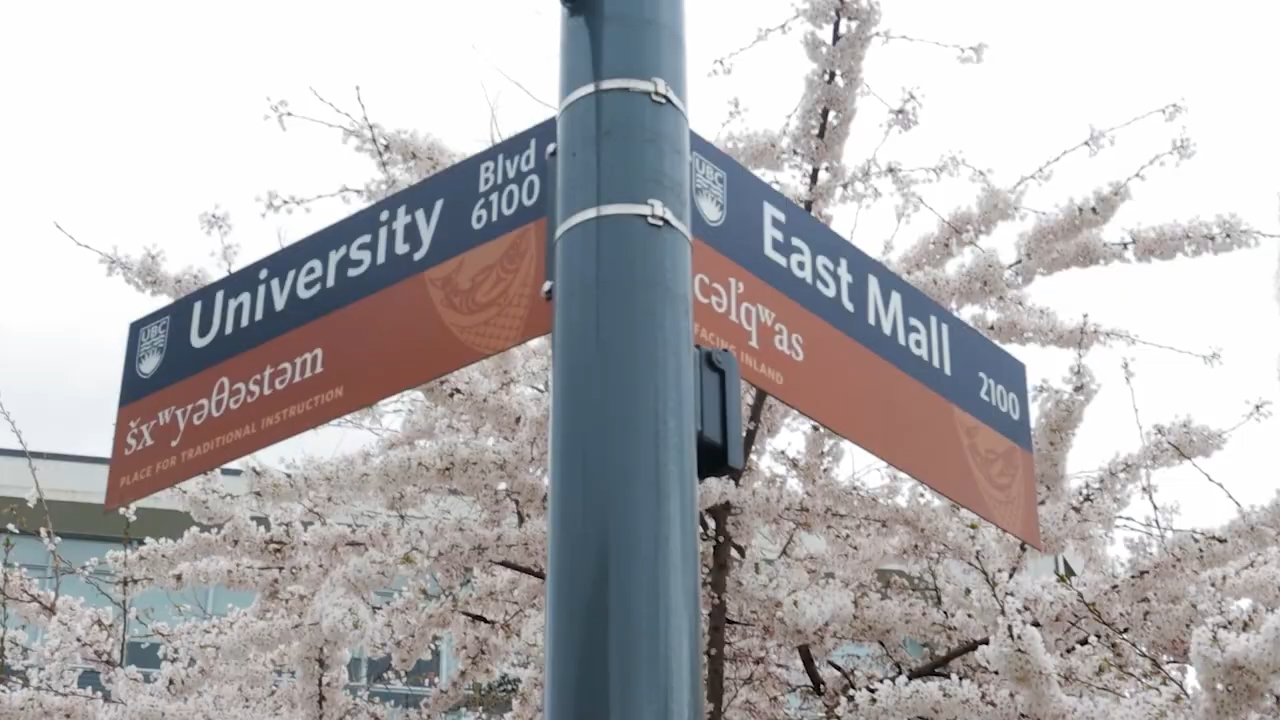 University
Blvd
6100
UBC
šxʷyəθəstəm
PLACE FOR TRADITIONAL INSTRUCTION
UBC
East Mall
2100
cəl̓qʷas
FACING INLAND